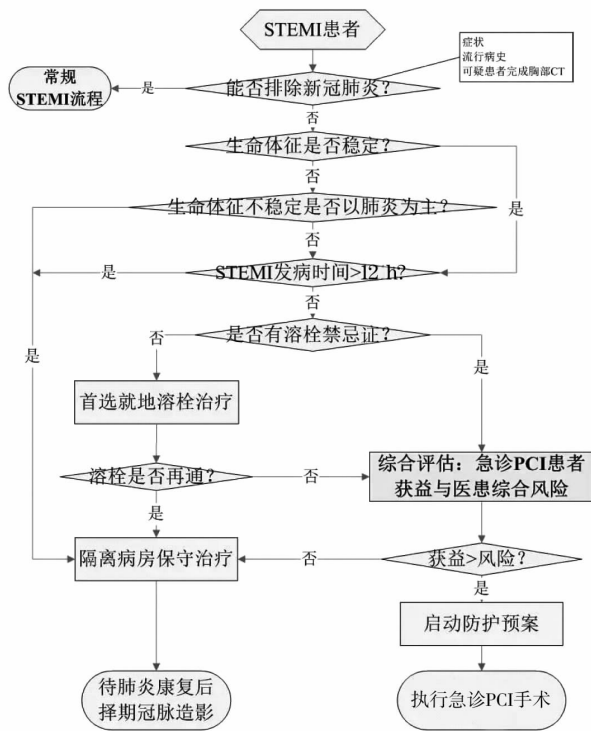 STEMI患者
症状
流行病史
可疑患者完成胸部CT
常规
STEMI流程
是
能否排除新冠肺炎？
否
生命体征是否稳定？
否
是
生命体征不稳定是否以肺炎为主？
否
是
STEMI发病时间>12 h?
否
是
是否有溶栓禁忌证？
否
是
首选就地溶栓治疗
溶栓是否再通？
否
综合评估：急诊PCI患者
获益与医患综合风险
是
隔离病房保守治疗
否
获益>风险？
是
启动防护预案
待肺炎康复后
择期冠脉造影
执行急诊PCI手术